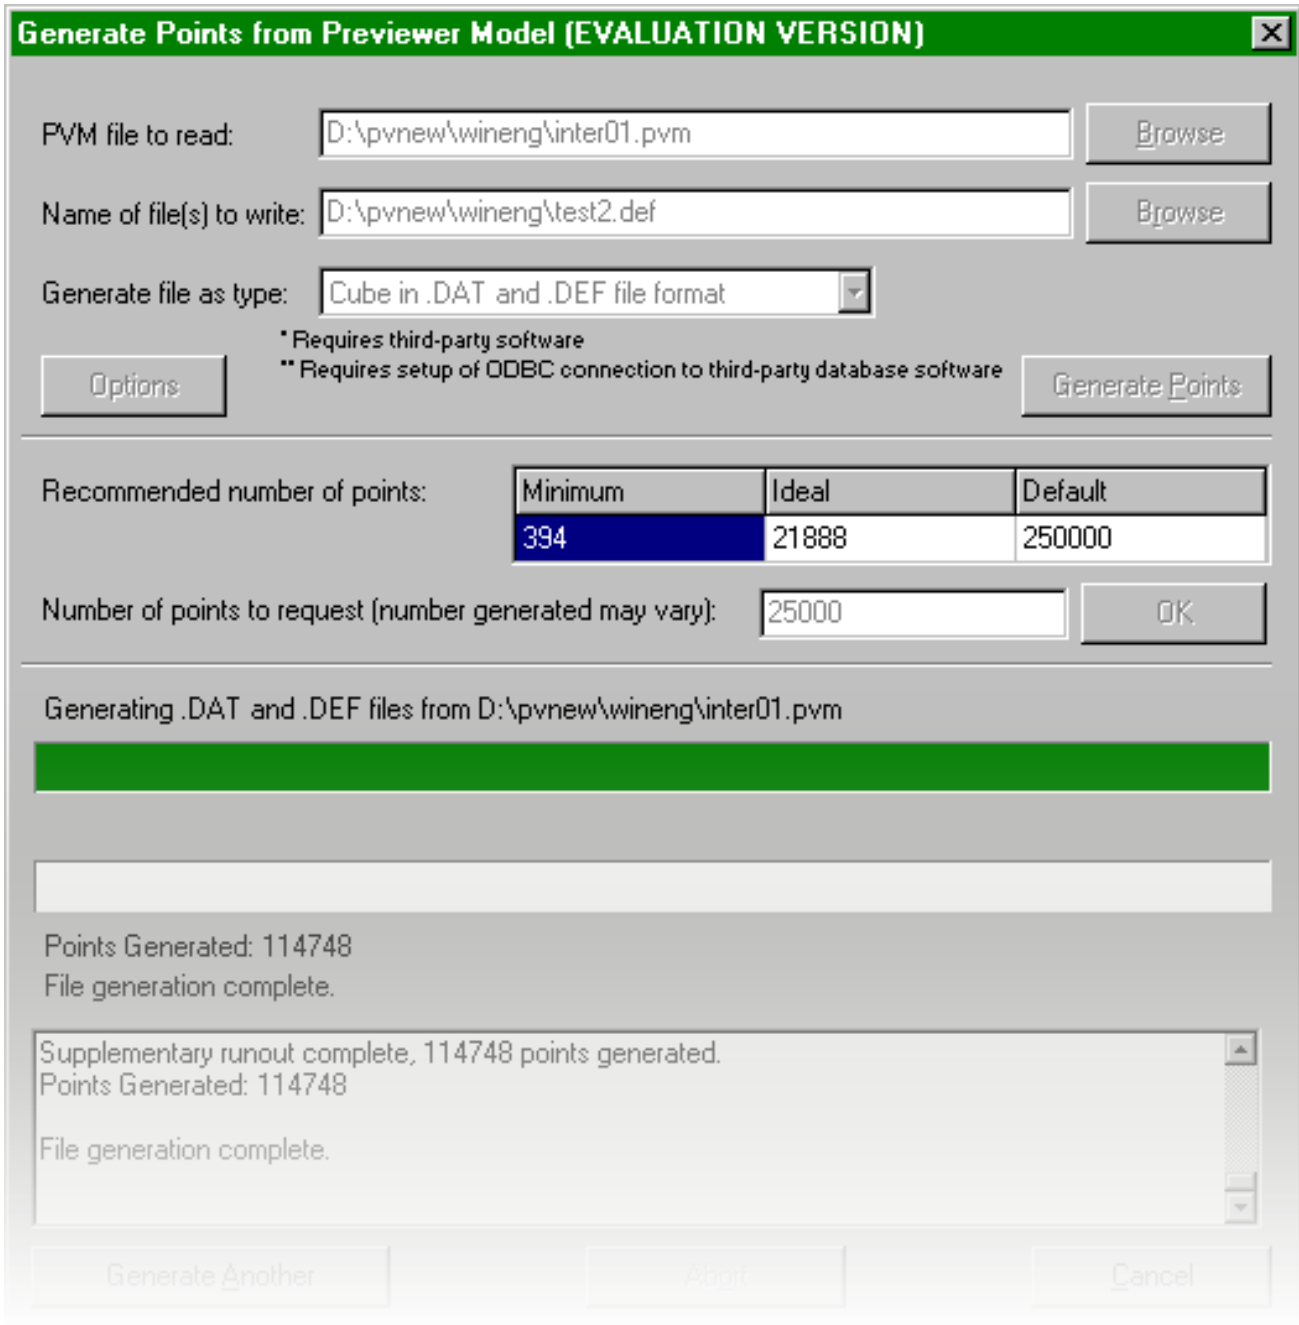 Generate Points from Previewer Model (EVALUATION VERSION)
PVM file to read: D:\pvnew\wineng\inter01.pvm Browse
Name of file(s) to write: D:\pvnew\wineng\test2.def Browse
Generate file as type: Cube in .DAT and .DEF file format
* Requires third-party software
** Requires setup of ODBC connection to third-party database software
Options Generate Points
Recommended number of points: Minimum Ideal Default
394 21888 250000
Number of points to request (number generated may vary): 25000 OK
Generating .DAT and .DEF files from D:\pvnew\wineng\inter01.pvm
Points Generated: 114748
File generation complete.
Supplementary runout complete, 114748 points generated.
Points Generated: 114748
File generation complete.
Generate Another Abort Cancel